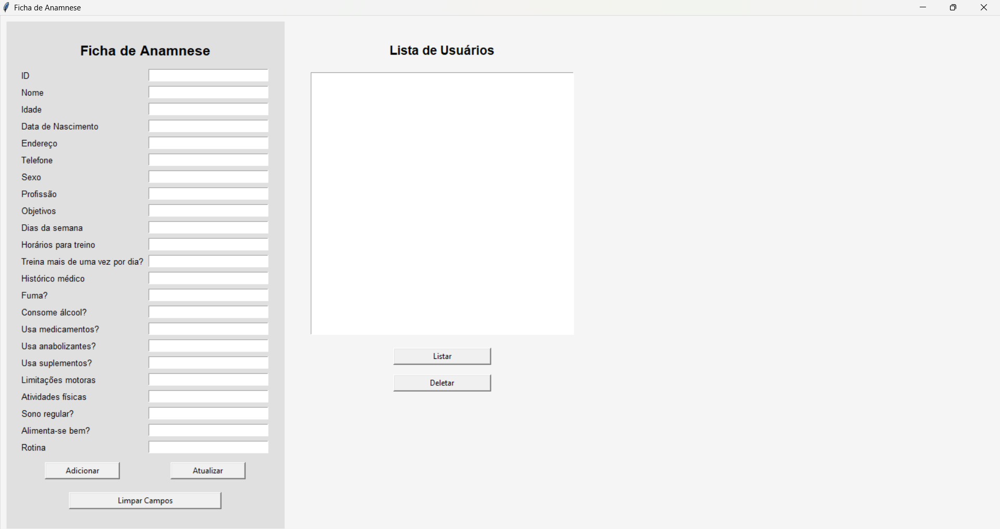 Ficha de Anamnese
Ficha de Anamnese
ID
Nome
Idade
Data de Nascimento
Endereço
Telefone
Sexo
Profissão
Objetivos
Dias da semana
Horários para treino
Treina mais de uma vez por dia?
Histórico médico
Fuma?
Consome álcool?
Usa medicamentos?
Usa anabolizantes?
Usa suplementos?
Limitações motoras
Atividades físicas
Sono regular?
Alimenta-se bem?
Rotina
Adicionar
Atualizar
Limpar Campos
Lista de Usuários
Listar
Deletar